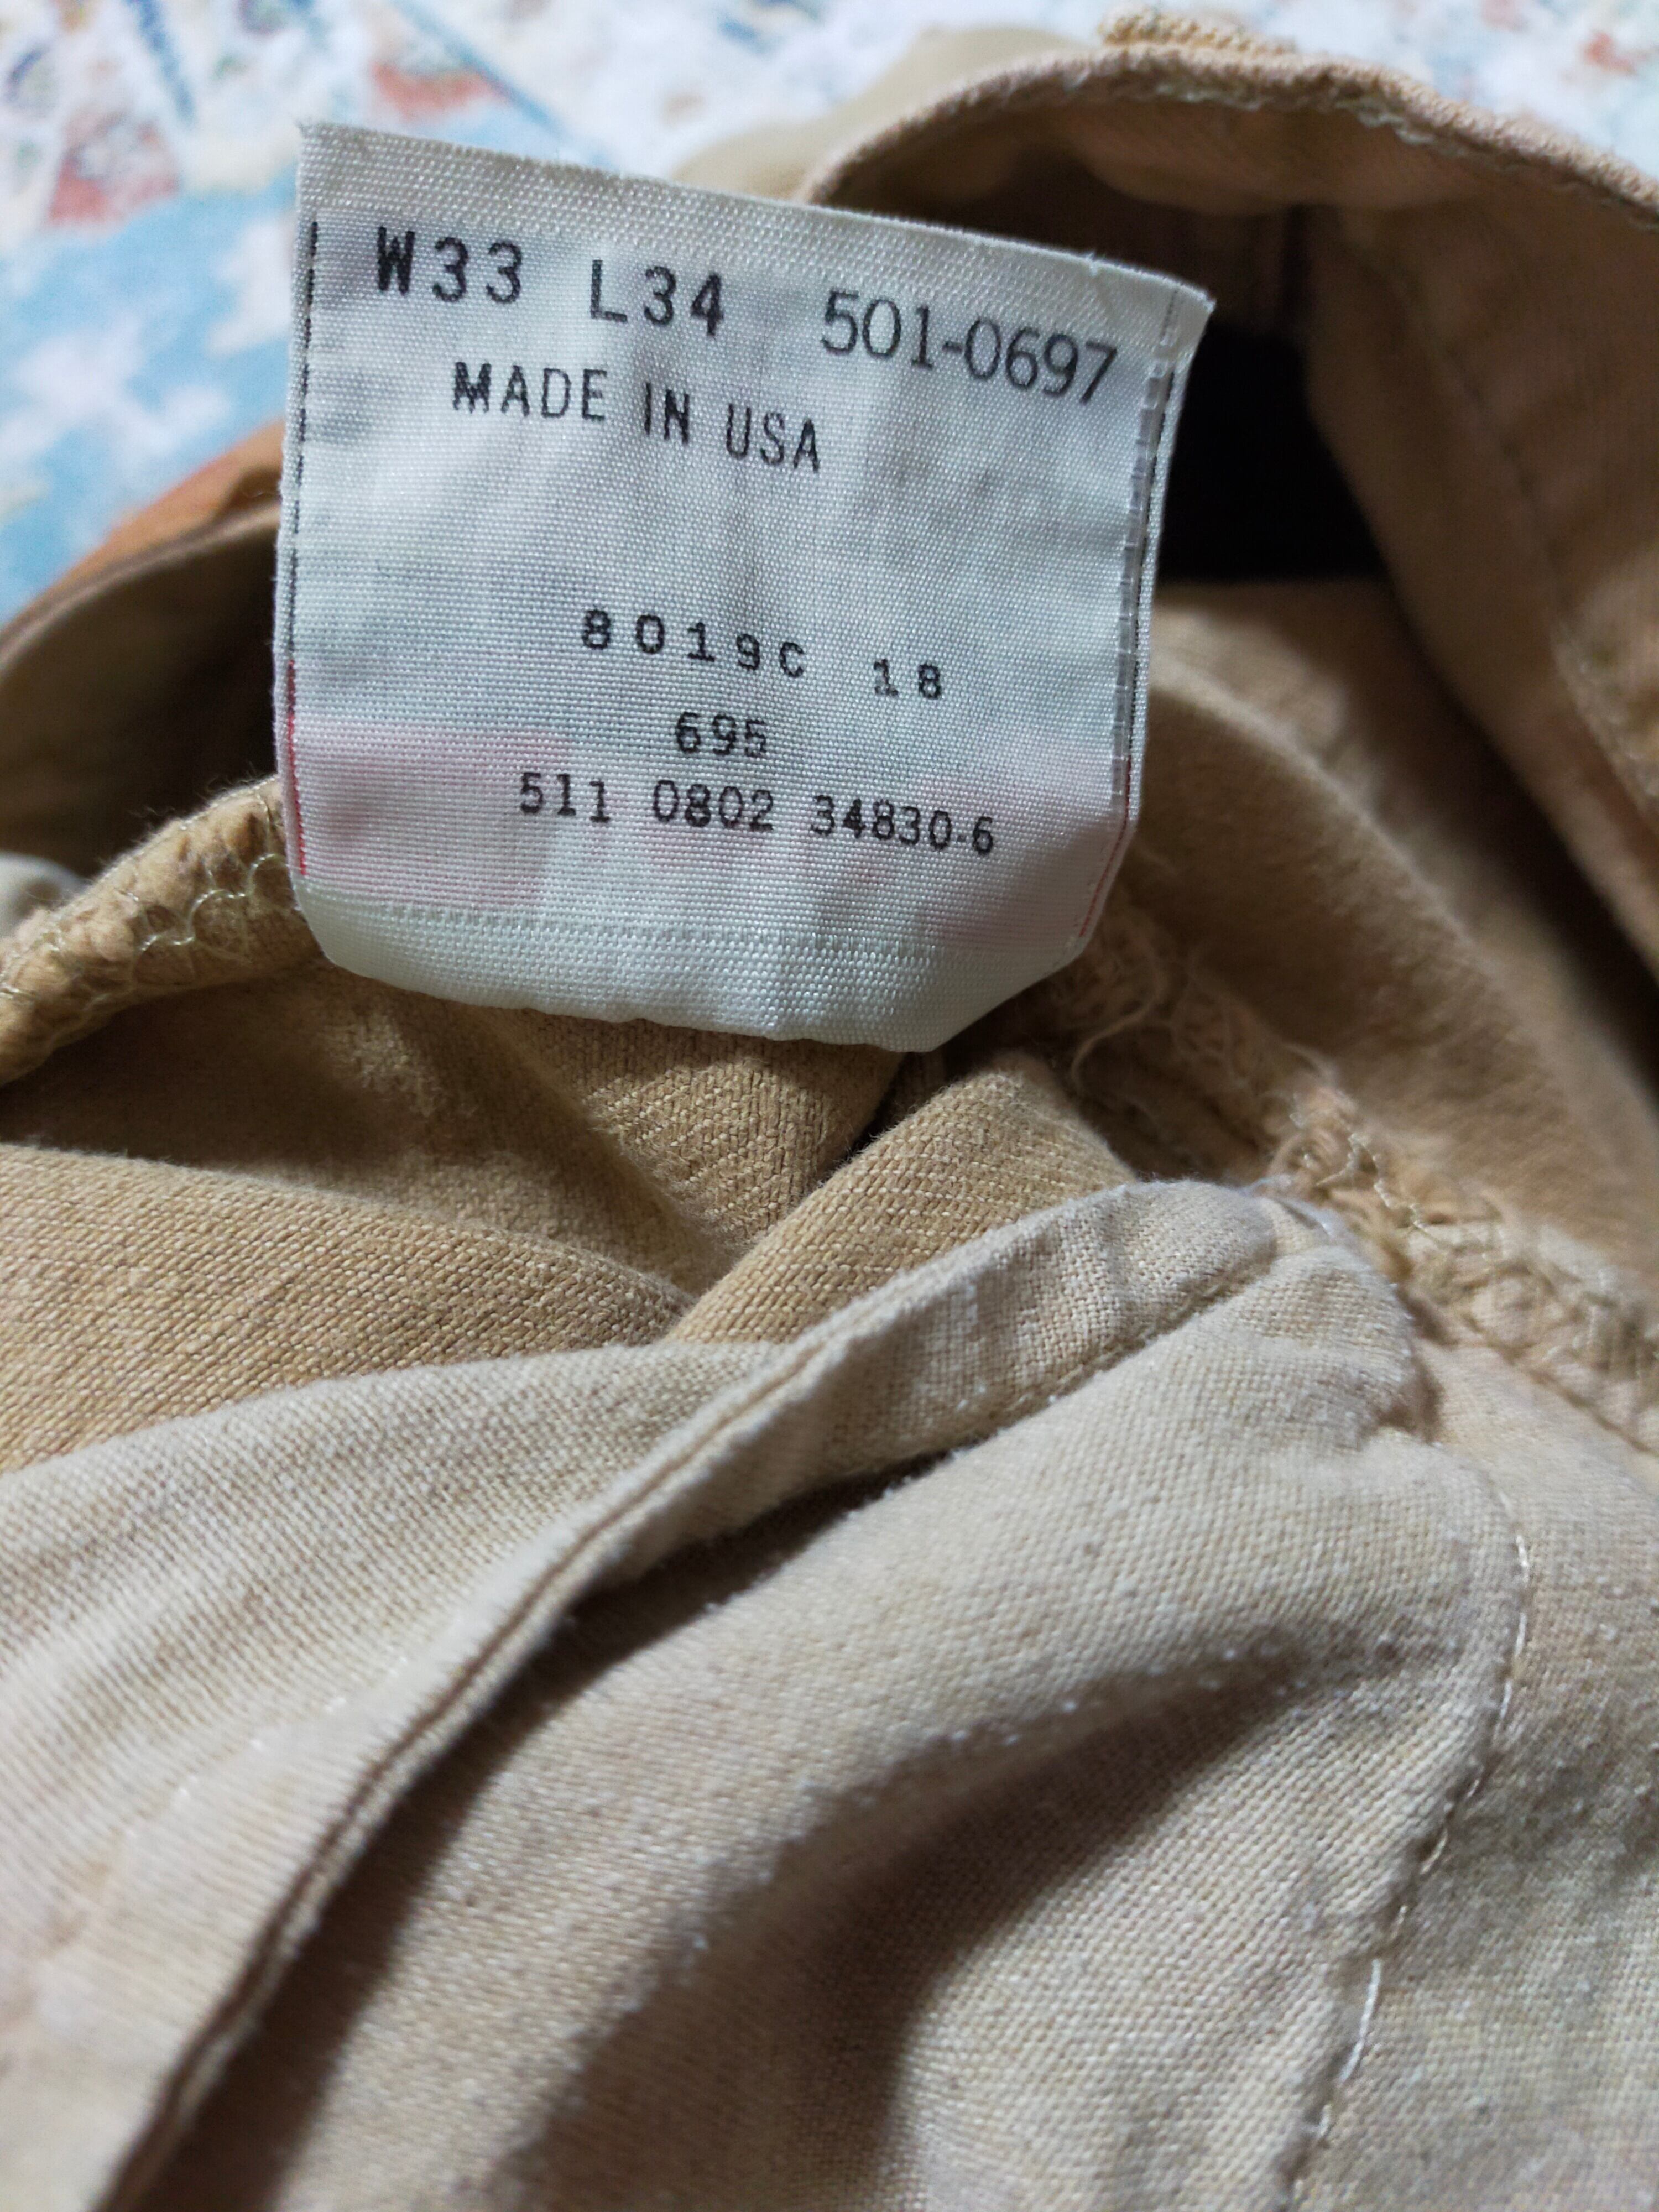 W33 L34 501-0697
MADE IN USA
8019C 18
695
511 0802 34830-6